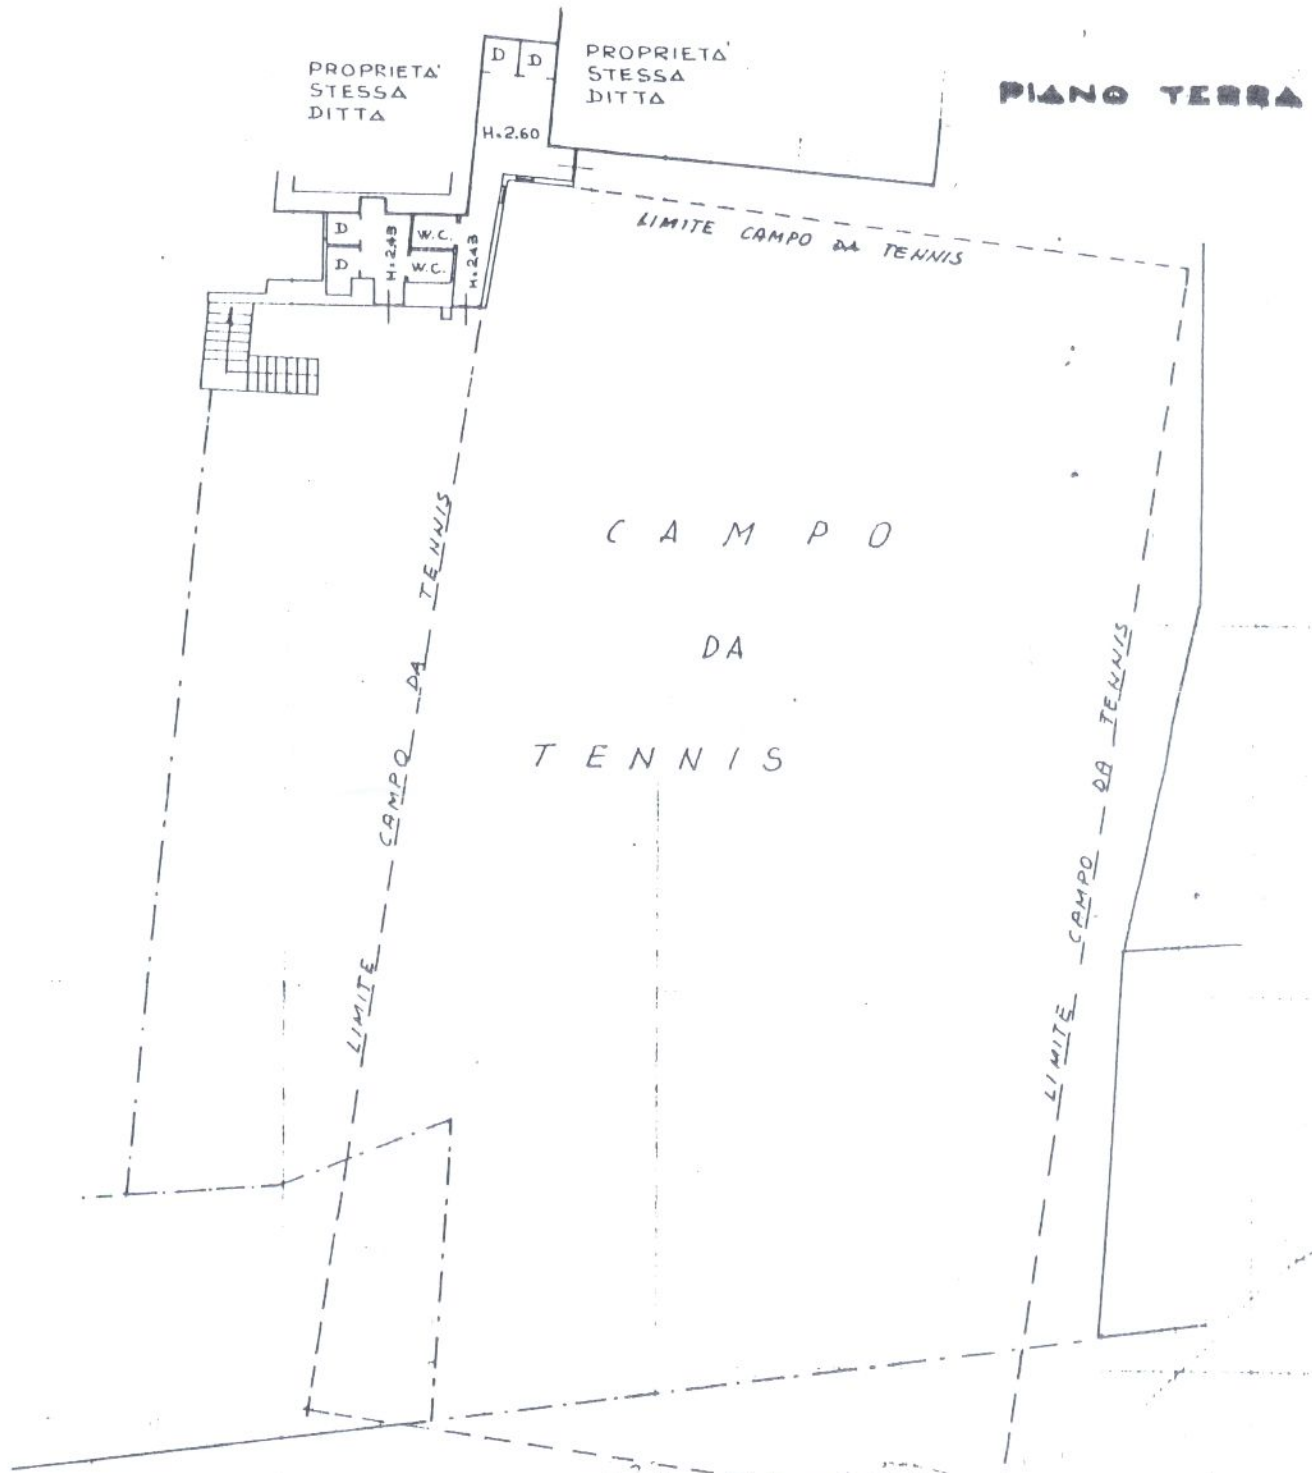 PROPRIETA'
STESSA
DITTA
D D
PROPRIETA'
STESSA
DITTA
PIANO TERRA
H=2.60
D
W.C.
H=2.43
H=2.43
D
W.C.
LIMITE CAMPO DA TENNIS
LIMITE CAMPO DA TENNIS
CAMPO
DA
TENNIS
LIMITE CAMPO DA TENNIS